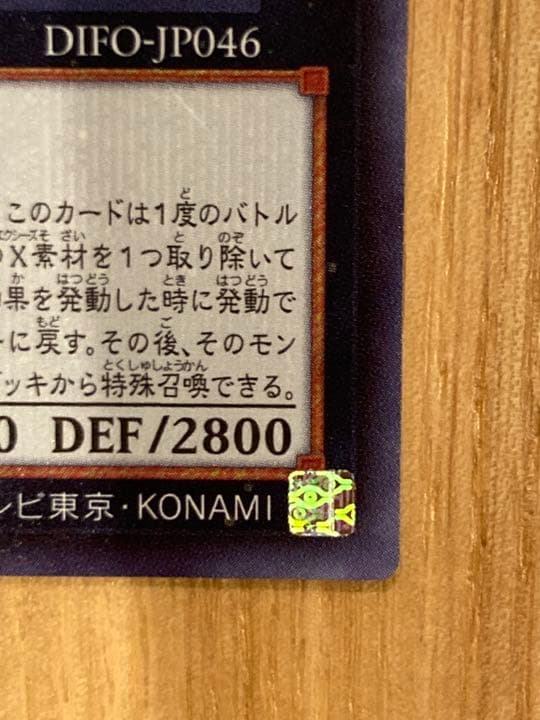 DIFO-JP046
このカードは1度のバトル
X素材を1つ取り除いて
果を発動した時に発動で
に戻す。その後、そのモン
ッキから特殊召喚できる。
0 DEF/2800
レビ東京・KONAMI